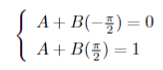 A + B(-π/2) = 0
A + B(π/2) = 1